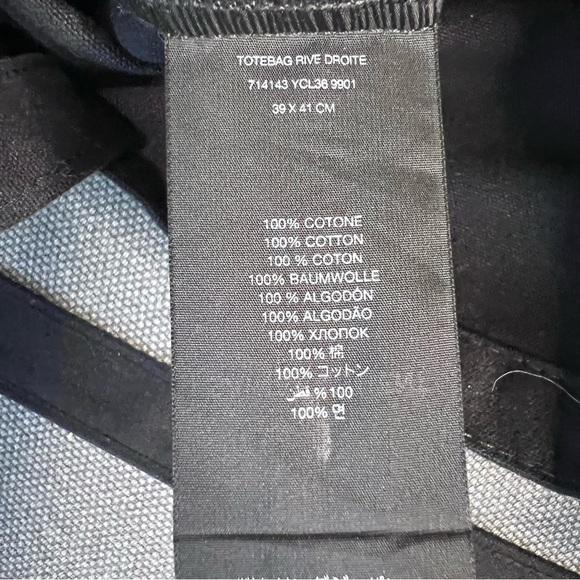 TOTEBAG RIVE DROITE
714143 YCL36 9901
39 X 41 CM
100% COTONE
100% COTTON
100 % COTON
100% BAUMWOLLE
100 % ALGODÓN
100% ALGODÃO
100% ХЛОПОК
100% 棉
100% コットン
100 % قطن
100% 면